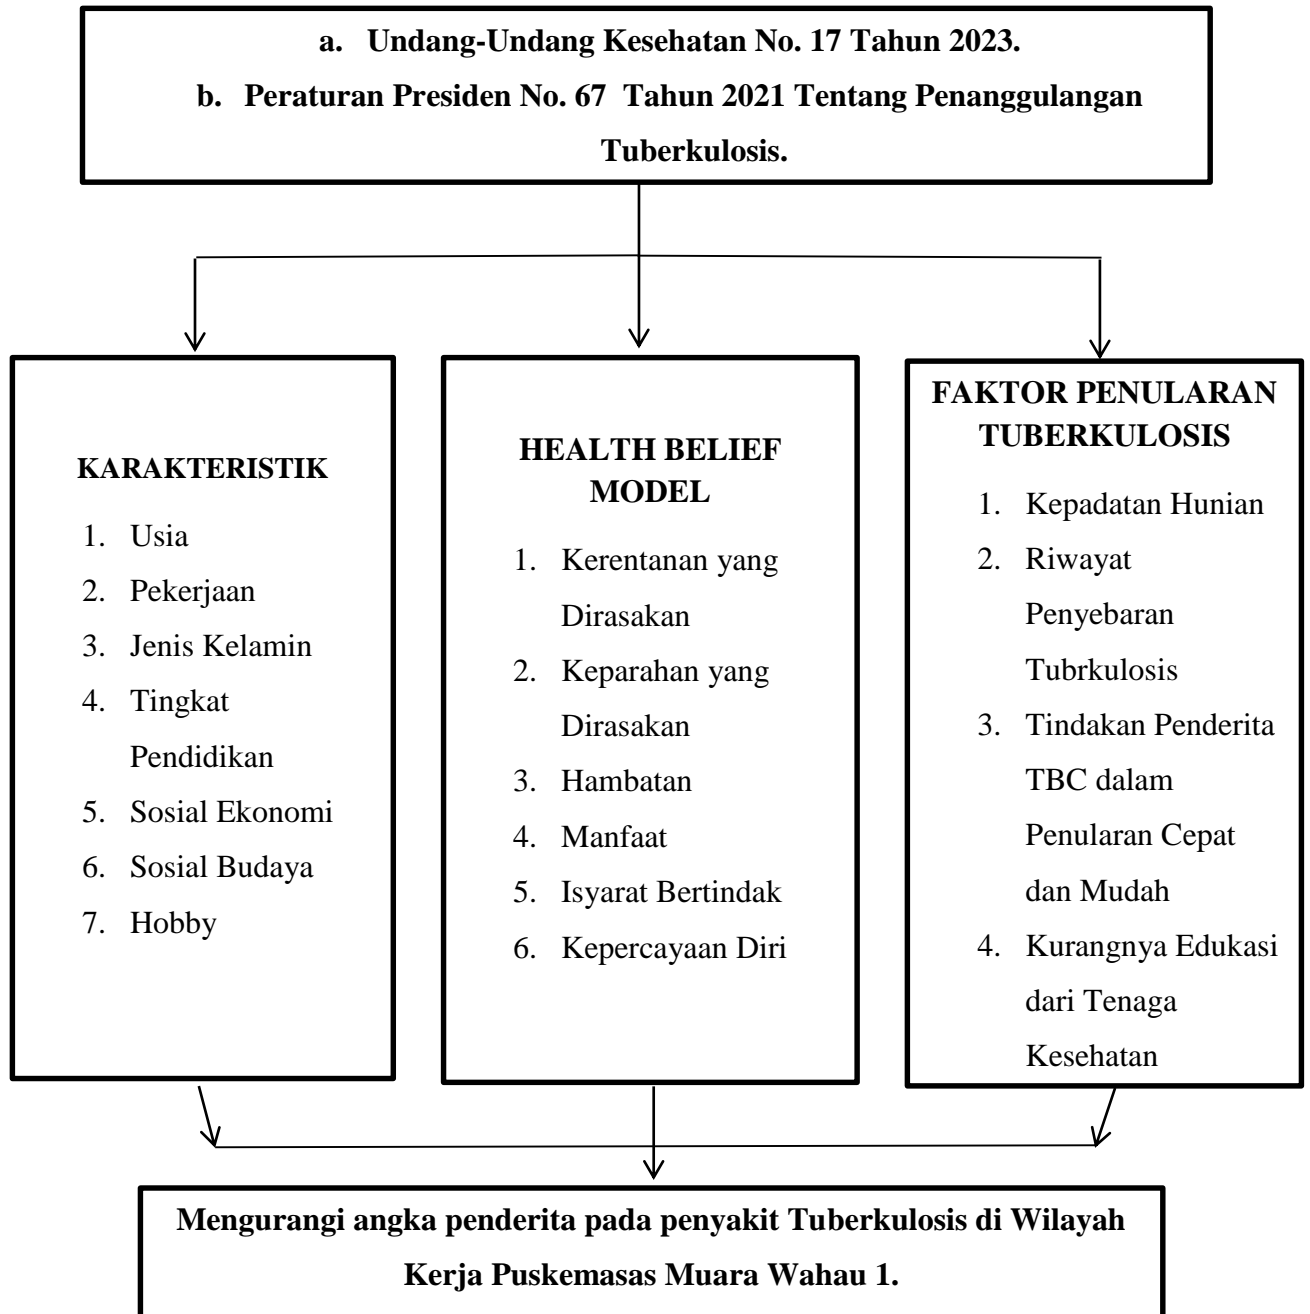 a. Undang-Undang Kesehatan No. 17 Tahun 2023.
b. Peraturan Presiden No. 67 Tahun 2021 Tentang Penanggulangan
Tuberkulosis.
KARAKTERISTIK
1. Usia
2. Pekerjaan
3. Jenis Kelamin
4. Tingkat
Pendidikan
5. Sosial Ekonomi
6. Sosial Budaya
7. Hobby
HEALTH BELIEF
MODEL
1. Kerentanan yang
Dirasakan
2. Keparahan yang
Dirasakan
3. Hambatan
4. Manfaat
5. Isyarat Bertindak
6. Kepercayaan Diri
FAKTOR PENULARAN
TUBERKULOSIS
1. Kepadatan Hunian
2. Riwayat
Penyebaran
Tubrkulosis
3. Tindakan Penderita
TBC dalam
Penularan Cepat
dan Mudah
4. Kurangnya Edukasi
dari Tenaga
Kesehatan
Mengurangi angka penderita pada penyakit Tuberkulosis di Wilayah
Kerja Puskemasas Muara Wahau 1.